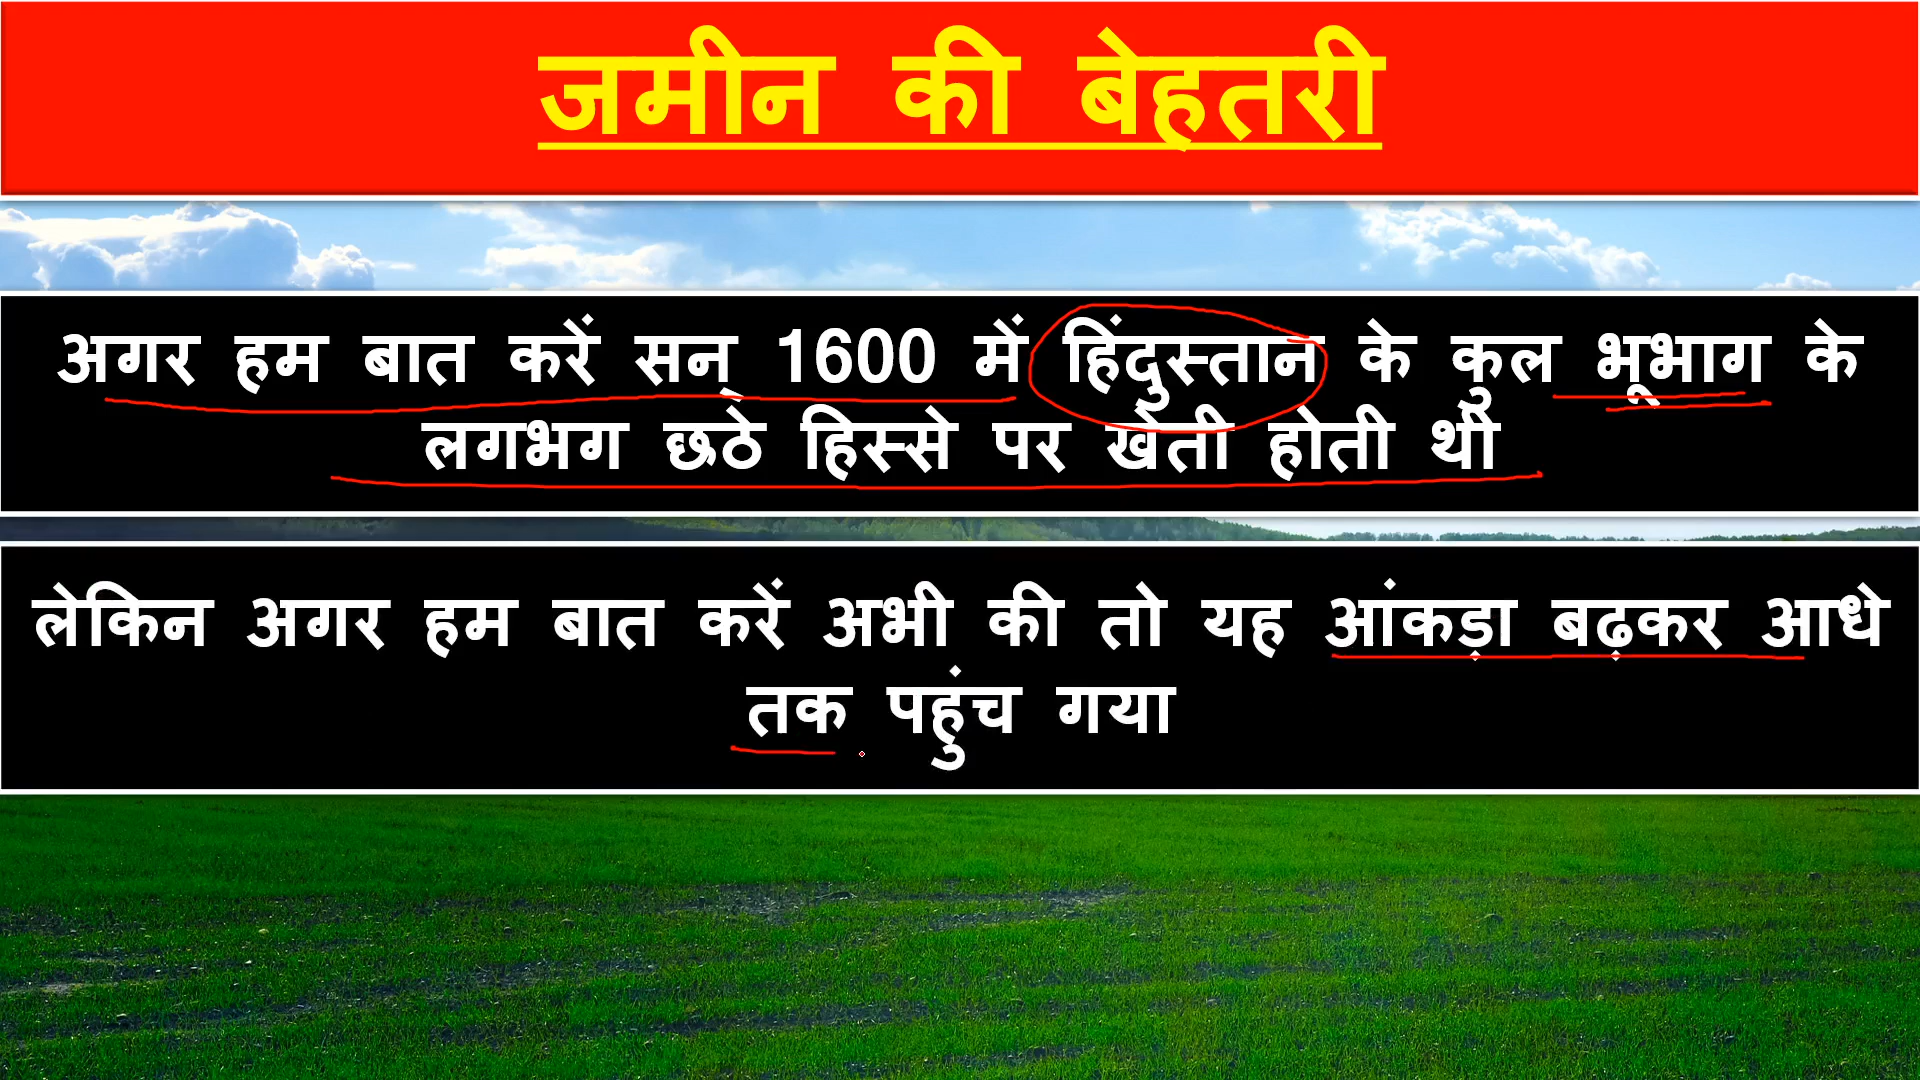 जमीन की बेहतरी
अगर हम बात करें सन् 1600 में हिंदुस्तान के कुल भूभाग के
लगभग छठे हिस्से पर खेती होती थी
लेकिन अगर हम बात करें अभी की तो यह आंकड़ा बढ़कर आधे
तक पहुंच गया